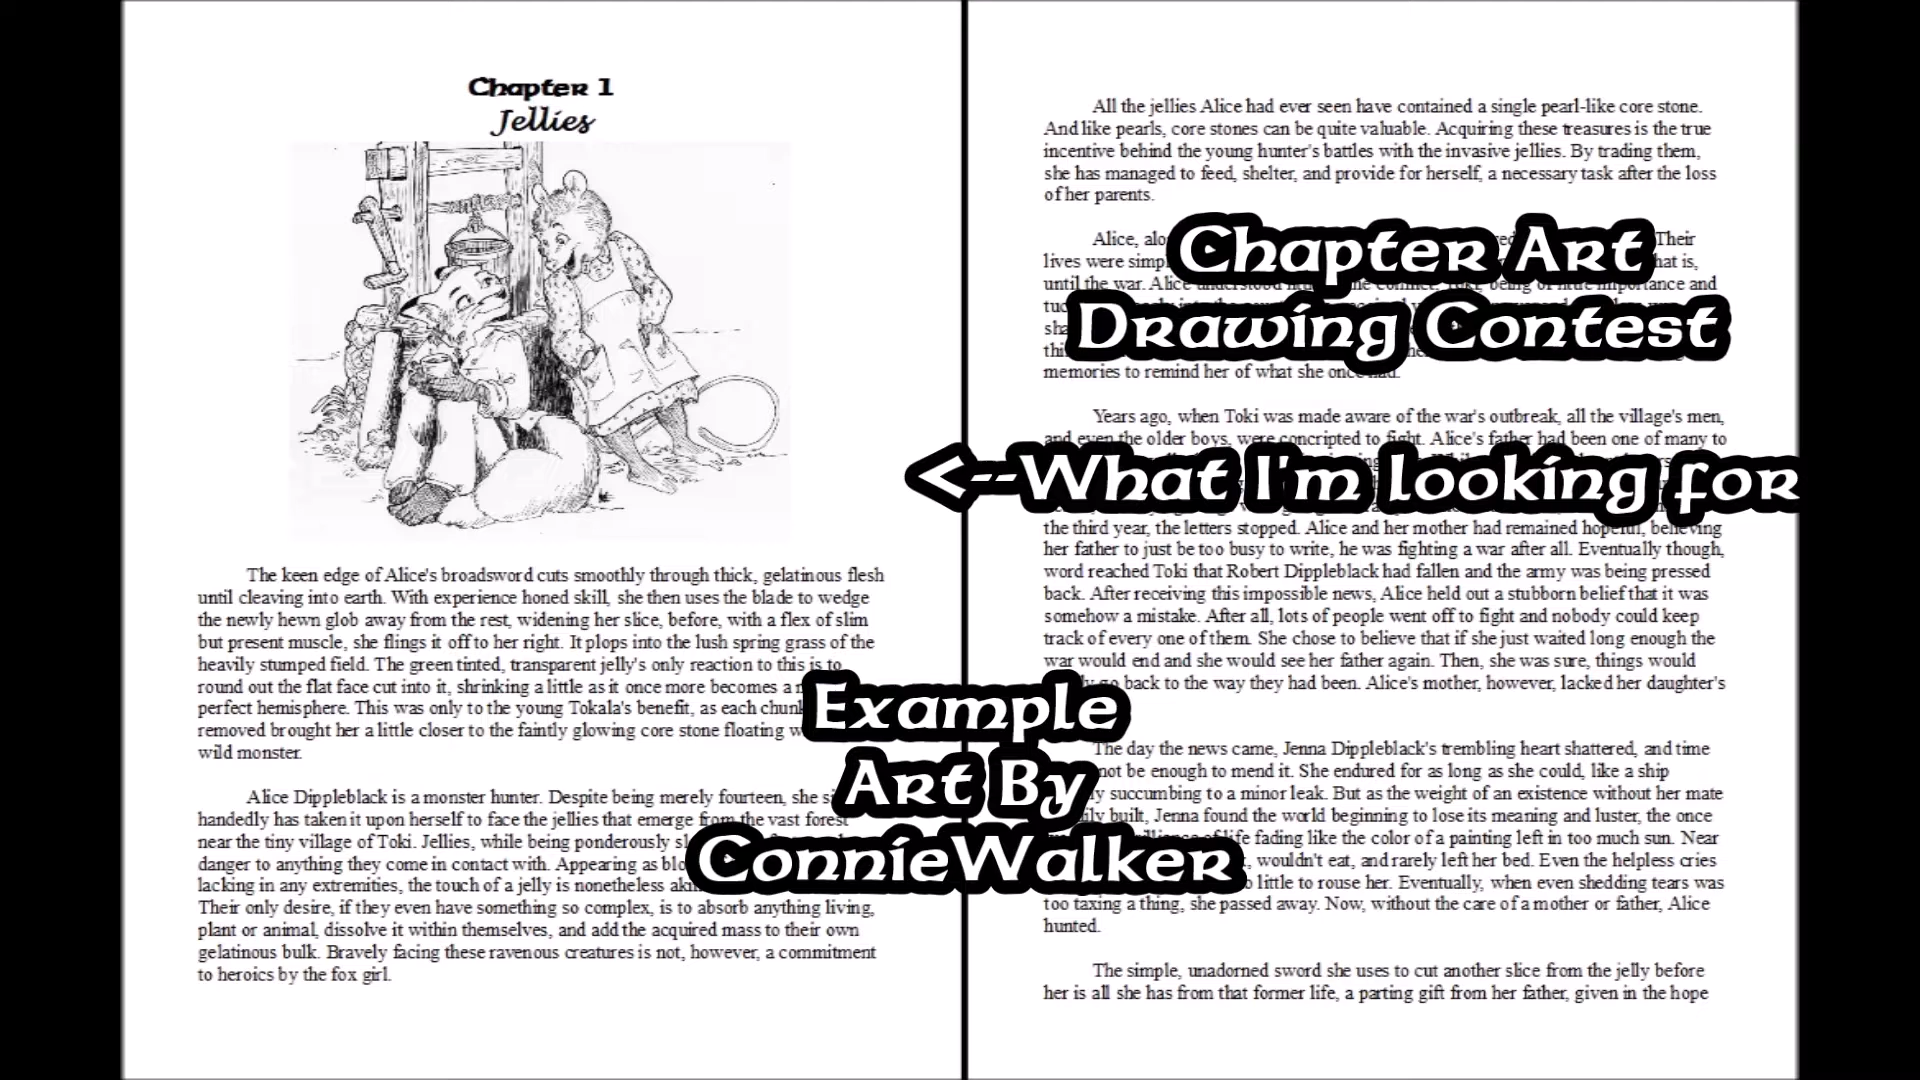 Chapter 1
Jellies
The keen edge of Alice's broadsword cuts smoothly through thick, gelatinous flesh
until cleaving into earth. With experience honed skill, she then uses the blade to wedge
the newly hewn glob away from the rest, widening her slice, before, with a flex of slim
but present muscle, she flings it off to her right. It plops into the lush spring grass of the
heavily stumped field. The green tinted, transparent jelly's only reaction to this is to
round out the flat face cut into it, shrinking a little as it once more becomes a
perfect hemisphere. This was only to the young Tokala's benefit, as each chunk
removed brought her a little closer to the faintly glowing core stone floating
wild monster.
Alice Dippleblack is a monster hunter. Despite being merely fourteen, she
handedly has taken it upon herself to face the jellies that emerge from the vast forest
near the tiny village of Toki. Jellies, while being ponderously
danger to anything they come in contact with. Appearing as
lacking in any extremities, the touch of a jelly is nonetheless
Their only desire, if they even have something so complex, is to absorb anything living,
plant or animal, dissolve it within themselves, and add the acquired mass to their own
gelatinous bulk. Bravely facing these ravenous creatures is not, however, a commitment
to heroics by the fox girl.
All the jellies Alice had ever seen have contained a single pearl-like core stone.
And like pearls, core stones can be quite valuable. Acquiring these treasures is the true
incentive behind the young hunter's battles with the invasive jellies. By trading them,
she has managed to feed, shelter, and provide for herself, a necessary task after the loss
of her parents.
Alice, Their
lives were is,
until the war. Alice understood and
memories to remind her of what she once had.
Years ago, when Toki was made aware of the war's outbreak, all the village's men,
and even the older boys, were concripted to fight. Alice's father had been one of many to
the third year, the letters stopped. Alice and her mother had remained hopeful, believing
her father to just be too busy to write, he was fighting a war after all. Eventually though,
word reached Toki that Robert Dippleblack had fallen and the army was being pressed
back. After receiving this impossible news, Alice held out a stubborn belief that it was
somehow a mistake. After all, lots of people went off to fight and nobody could keep
track of every one of them. She chose to believe that if she just waited long enough the
war would end and she would see her father again. Then, she was sure, things would
go back to the way they had been. Alice's mother, however, lacked her daughter's
The day the news came, Jenna Dippleblack's trembling heart shattered, and time
not be enough to mend it. She endured for as long as she could, like a ship
succumbing to a minor leak. But as the weight of an existence without her mate
built, Jenna found the world beginning to lose its meaning and luster, the once
of life fading like the color of a painting left in too much sun. Near
wouldn't eat, and rarely left her bed. Even the helpless cries
little to rouse her. Eventually, when even shedding tears was
too taxing a thing, she passed away. Now, without the care of a mother or father, Alice
hunted.
The simple, unadorned sword she uses to cut another slice from the jelly before
her is all she has from that former life, a parting gift from her father, given in the hope
Chapter Art
Drawing Contest
<--What I'm looking for
Example
Art By
ConnieWalker